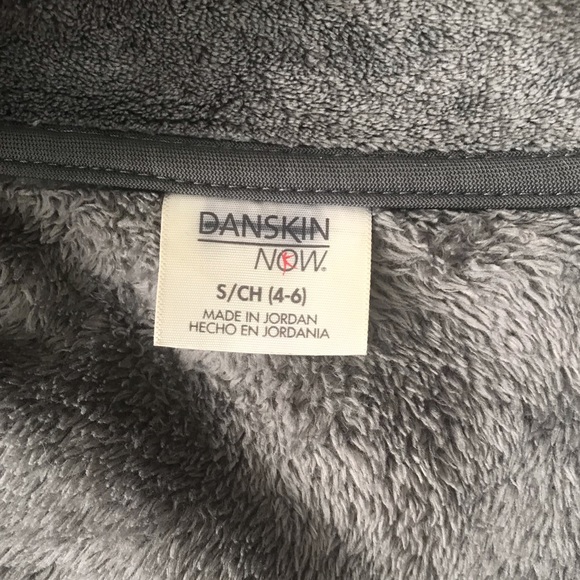 DANSKIN
NOW®
S/CH (4-6)
MADE IN JORDAN
HECHO EN JORDANIA